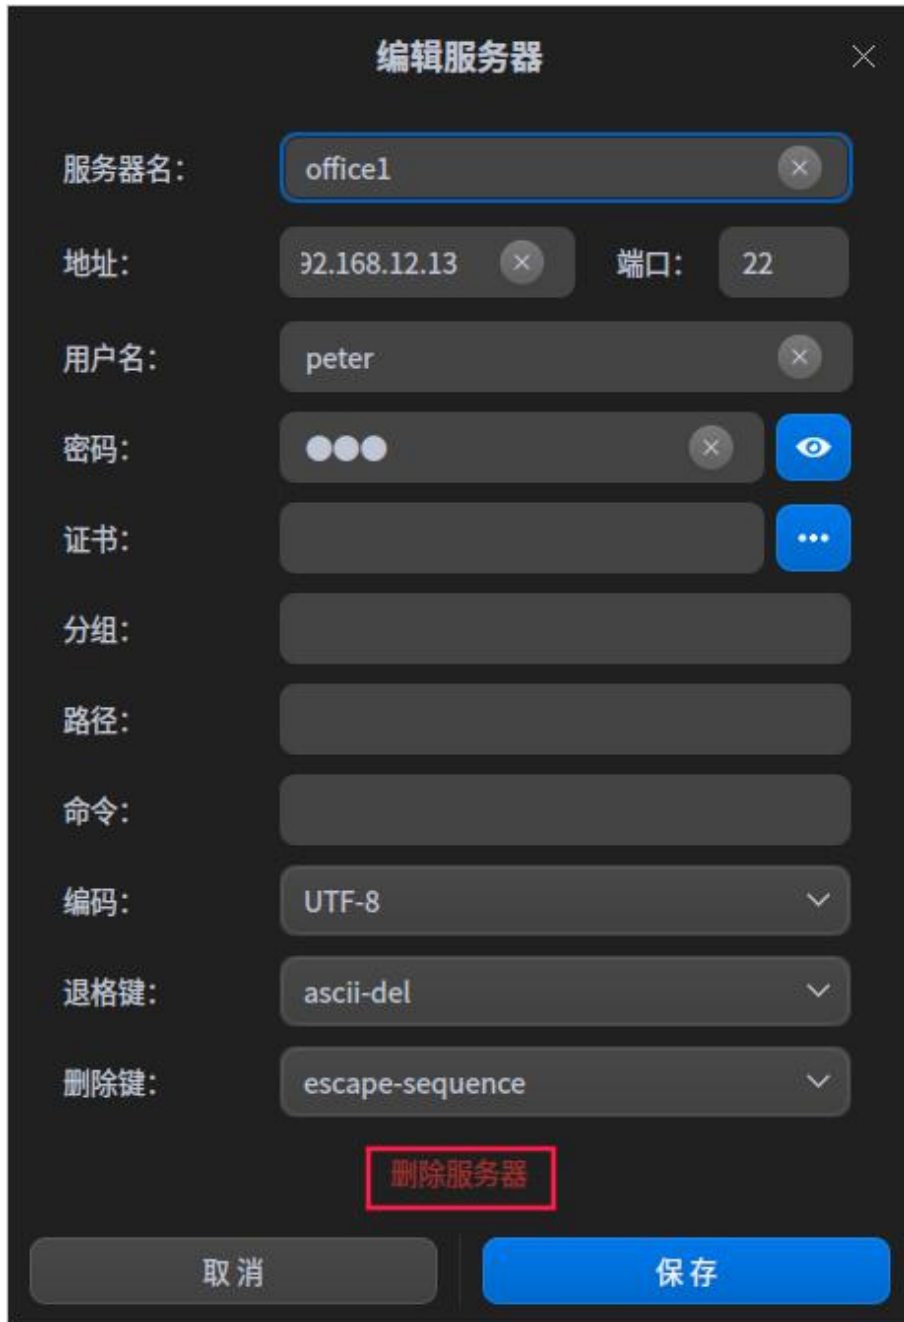 编辑服务器
服务器名： office1
地址： 92.168.12.13 端口： 22
用户名： peter
密码： ●●●
证书：
分组：
路径：
命令：
编码： UTF-8
退格键： ascii-del
删除键： escape-sequence
删除服务器
取消 保存